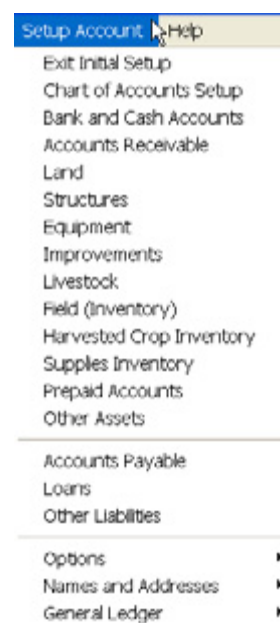 Setup Account Help
Exit Initial Setup
Chart of Accounts Setup
Bank and Cash Accounts
Accounts Receivable
Land
Structures
Equipment
Improvements
Livestock
Field (Inventory)
Harvested Crop Inventory
Supplies Inventory
Prepaid Accounts
Other Assets
Accounts Payable
Loans
Other Liabilities
Options
Names and Addresses
General Ledger